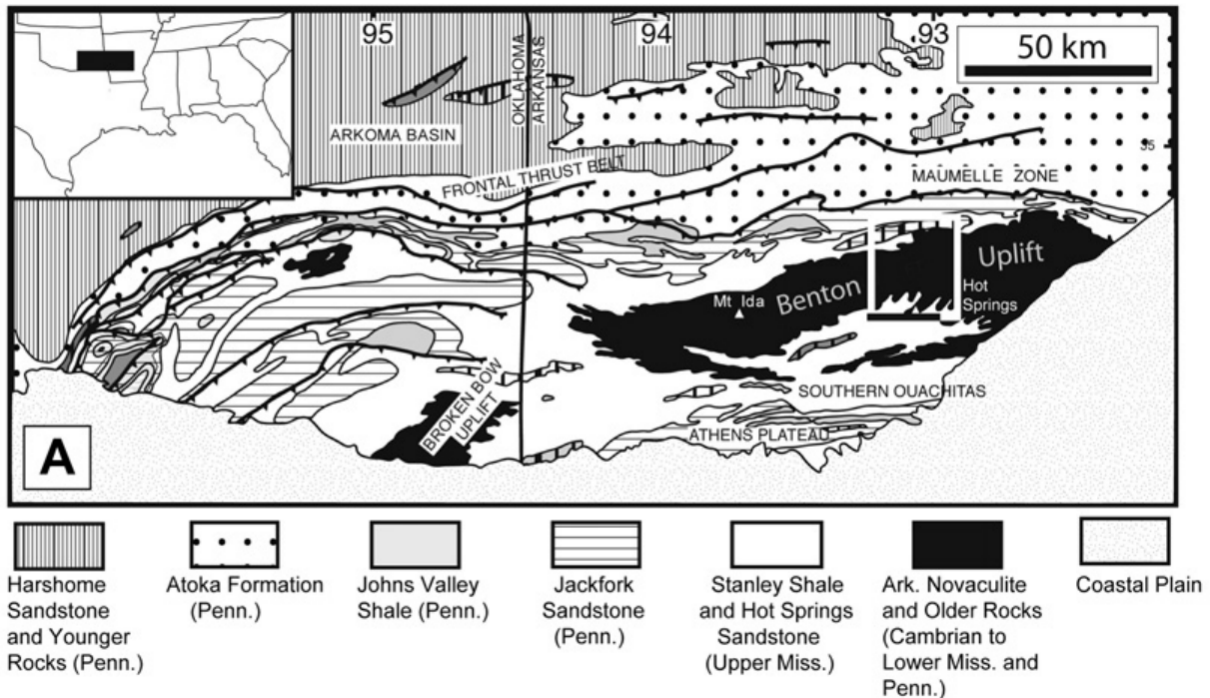 95
94
93
50 km
OKLAHOMA
ARKANSAS
ARKOMA BASIN
35
FRONTAL THRUST BELT
MAUMELLE ZONE
Uplift
Benton
Mt Ida
Hot
Springs
BROKEN BOW
UPLIFT
SOUTHERN OUACHITAS
ATHENS PLATEAU
A
Harshome
Sandstone
and Younger
Rocks (Penn.)
Atoka Formation
(Penn.)
Johns Valley
Shale (Penn.)
Jackfork
Sandstone
(Penn.)
Stanley Shale
and Hot Springs
Sandstone
(Upper Miss.)
Ark. Novaculite
and Older Rocks
(Cambrian to
Lower Miss. and
Penn.)
Coastal Plain